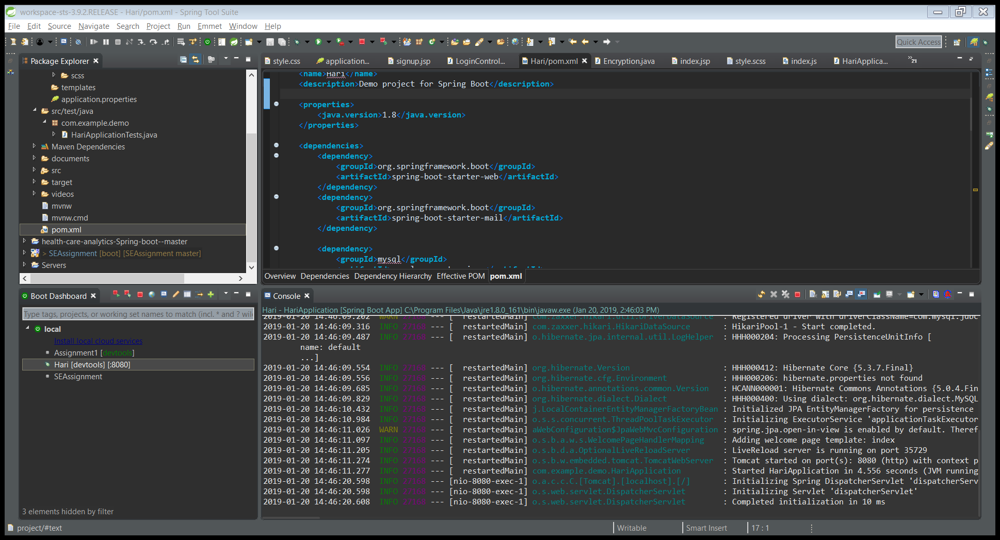 workspace-sts-3.9.2.RELEASE - Hari/pom.xml - Spring Tool Suite
File Edit Source Navigate Search Project Run Emmet Window Help
Quick Access
Package Explorer
scss
templates
application.properties
src/test/java
com.example.demo
HariApplicationTests.java
Maven Dependencies
documents
src
target
videos
mvnw
mvnw.cmd
pom.xml
health-care-analytics-Spring-boot--master
> SEAssignment [boot] [SEAssignment master]
Servers
style.css application... signup.jsp LoginControl... Hari/pom.xml Encryption.java index.jsp style.scss index.js HariApplica... »21
<name>Hari</name>
<description>Demo project for Spring Boot</description>
<properties>
<java.version>1.8</java.version>
</properties>
<dependencies>
<dependency>
<groupId>org.springframework.boot</groupId>
<artifactId>spring-boot-starter-web</artifactId>
</dependency>
<dependency>
<groupId>org.springframework.boot</groupId>
<artifactId>spring-boot-starter-mail</artifactId>
</dependency>
<dependency>
<groupId>mysql</groupId>
Overview Dependencies Dependency Hierarchy Effective POM pom.xml
Boot Dashboard
Type tags, projects, or working set names to match (incl. * and ? wil
local
Install local cloud services
Assignment1 [devtools]
Hari [devtools] [:8080]
SEAssignment
3 elements hidden by filter
Console
Hari - HariApplication [Spring Boot App] C:\Program Files\Java\jre1.8.0_161\bin\javaw.exe (Jan 20, 2019, 2:46:03 PM)
2019-01-20 14:46:09.202 WARN 27168 --- [ restartedMain] com.zaxxer.hikari.util.DriverDataSource : Registered driver with driverClassName=com.mysql.jdbc
2019-01-20 14:46:09.316 INFO 27168 --- [ restartedMain] com.zaxxer.hikari.HikariDataSource : HikariPool-1 - Start completed.
2019-01-20 14:46:09.487 INFO 27168 --- [ restartedMain] o.hibernate.jpa.internal.util.LogHelper : HHH000204: Processing PersistenceUnitInfo [
name: default
...]
2019-01-20 14:46:09.554 INFO 27168 --- [ restartedMain] org.hibernate.Version : HHH000412: Hibernate Core {5.3.7.Final}
2019-01-20 14:46:09.556 INFO 27168 --- [ restartedMain] org.hibernate.cfg.Environment : HHH000206: hibernate.properties not found
2019-01-20 14:46:09.685 INFO 27168 --- [ restartedMain] o.hibernate.annotations.common.Version : HCANN000001: Hibernate Commons Annotations {5.0.4.Fin
2019-01-20 14:46:09.829 INFO 27168 --- [ restartedMain] org.hibernate.dialect.Dialect : HHH000400: Using dialect: org.hibernate.dialect.MySQL
2019-01-20 14:46:10.432 INFO 27168 --- [ restartedMain] j.LocalContainerEntityManagerFactoryBean : Initialized JPA EntityManagerFactory for persistence
2019-01-20 14:46:10.984 INFO 27168 --- [ restartedMain] o.s.s.concurrent.ThreadPoolTaskExecutor : Initializing ExecutorService 'applicationTaskExecutor
2019-01-20 14:46:11.026 WARN 27168 --- [ restartedMain] aWebConfiguration$JpaWebMvcConfiguration : spring.jpa.open-in-view is enabled by default. Theref
2019-01-20 14:46:11.097 INFO 27168 --- [ restartedMain] o.s.b.a.w.s.WelcomePageHandlerMapping : Adding welcome page template: index
2019-01-20 14:46:11.205 INFO 27168 --- [ restartedMain] o.s.b.d.a.OptionalLiveReloadServer : LiveReload server is running on port 35729
2019-01-20 14:46:11.274 INFO 27168 --- [ restartedMain] o.s.b.w.embedded.tomcat.TomcatWebServer : Tomcat started on port(s): 8080 (http) with context p
2019-01-20 14:46:11.277 INFO 27168 --- [ restartedMain] com.example.demo.HariApplication : Started HariApplication in 4.556 seconds (JVM running
2019-01-20 14:46:20.598 INFO 27168 --- [nio-8080-exec-1] o.a.c.c.C.[Tomcat].[localhost].[/] : Initializing Spring DispatcherServlet 'dispatcherServ
2019-01-20 14:46:20.598 INFO 27168 --- [nio-8080-exec-1] o.s.web.servlet.DispatcherServlet : Initializing Servlet 'dispatcherServlet'
2019-01-20 14:46:20.608 INFO 27168 --- [nio-8080-exec-1] o.s.web.servlet.DispatcherServlet : Completed initialization in 10 ms
project/#text Writable Smart Insert 17 : 1